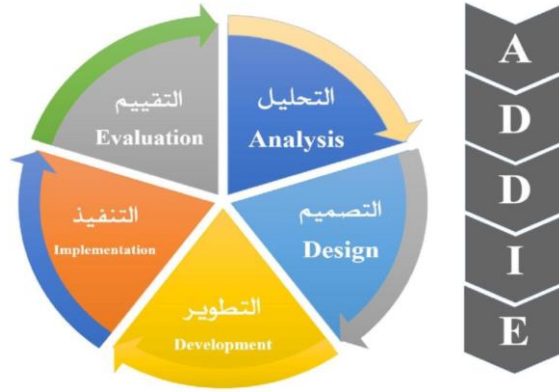 التحليل
Analysis
التصميم
Design
التطوير
Development
التنفيذ
Implementation
التقييم
Evaluation
A
D
D
I
E